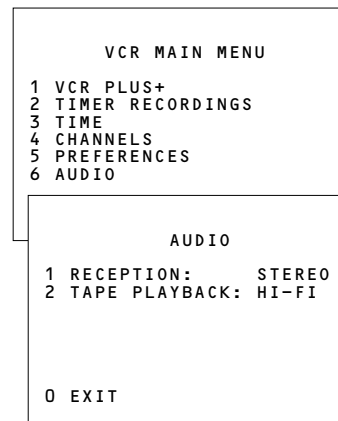 VCR MAIN MENU
1 VCR PLUS+
2 TIMER RECORDINGS
3 TIME
4 CHANNELS
5 PREFERENCES
6 AUDIO
AUDIO
1 RECEPTION: STEREO
2 TAPE PLAYBACK: HI-FI
0 EXIT